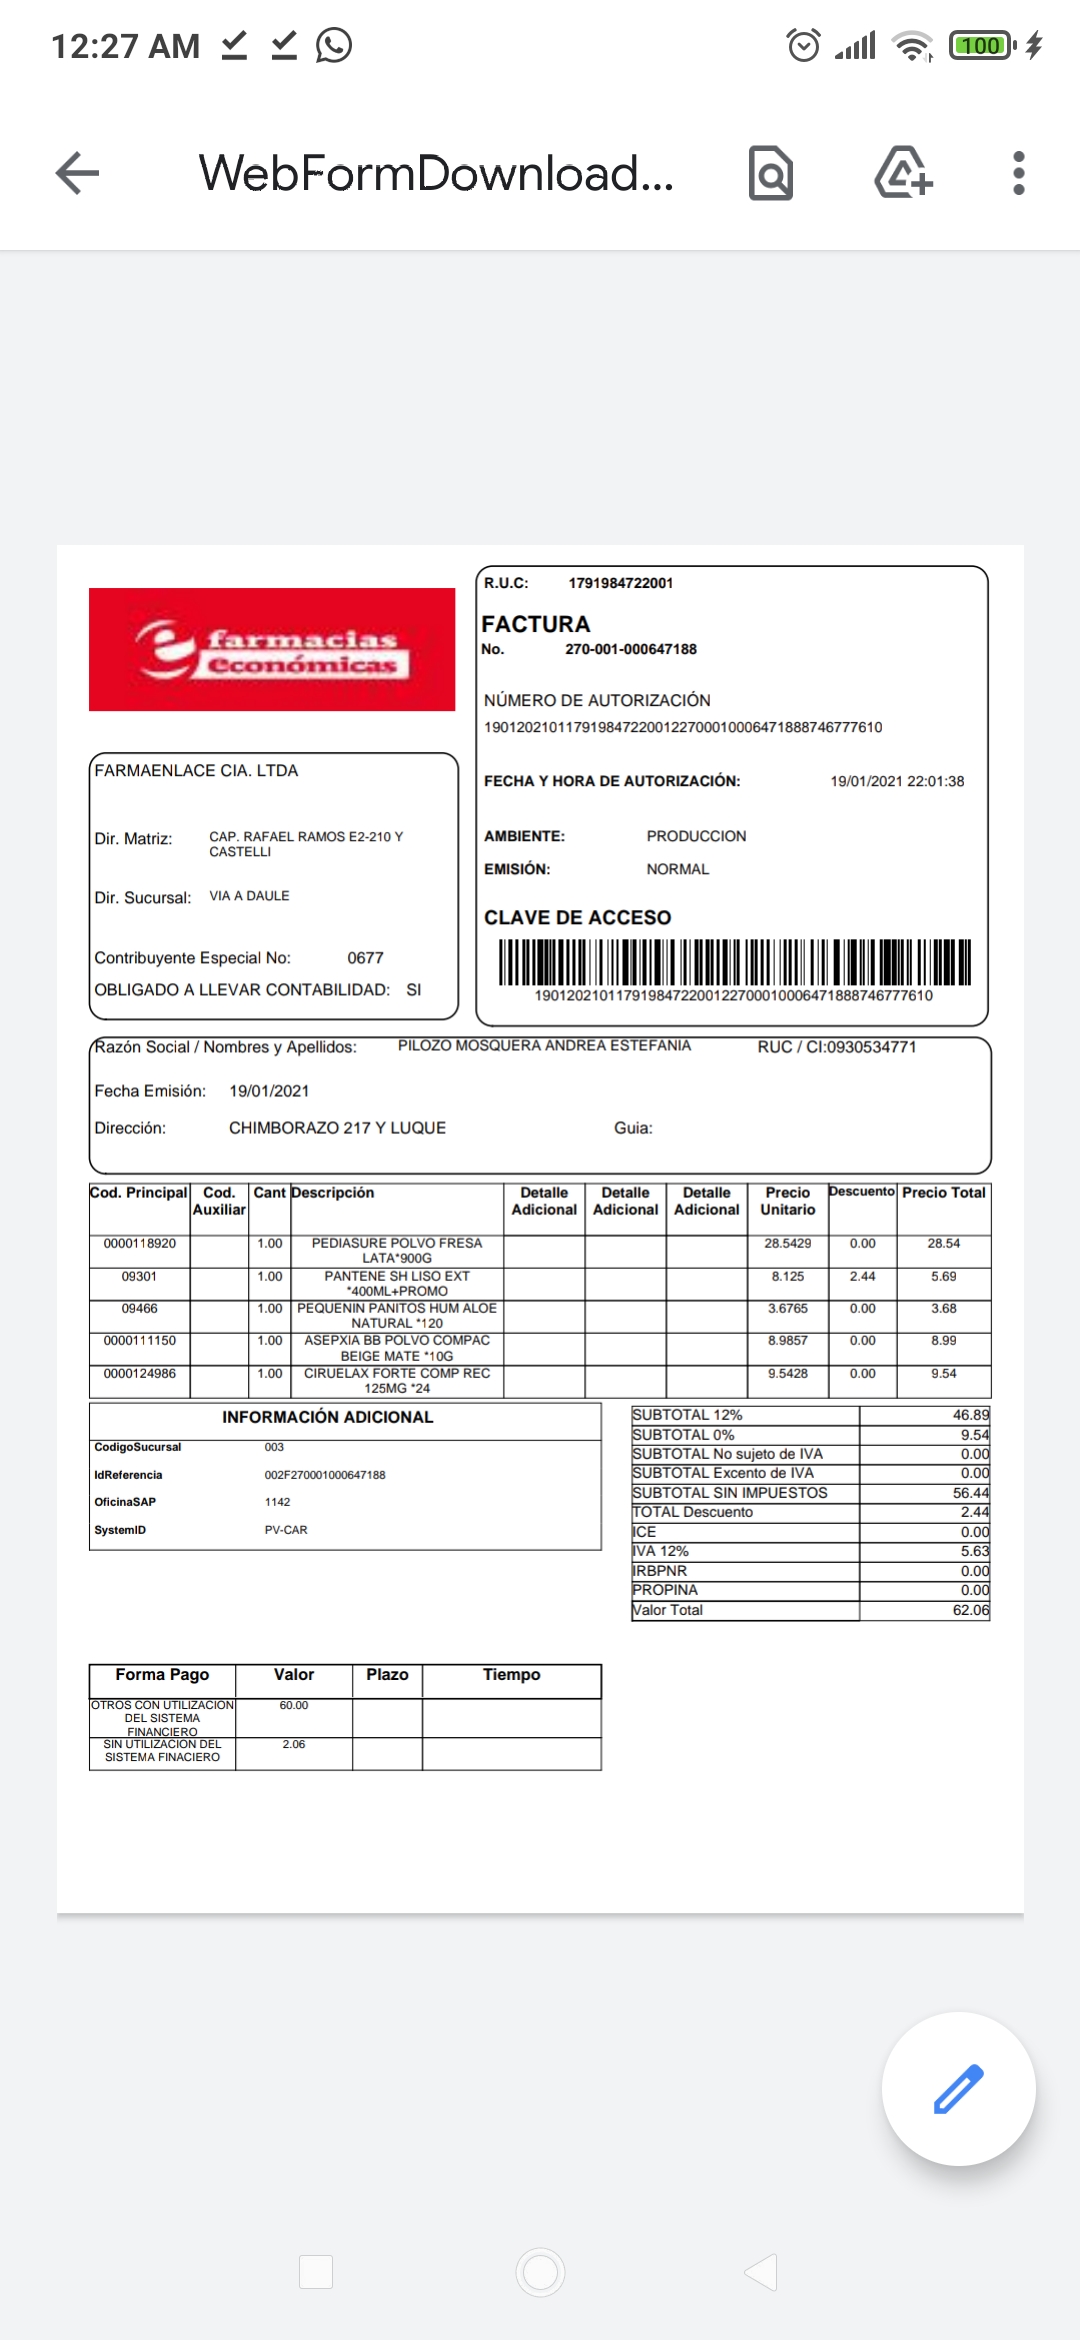 12:27 AM
100
WebFormDownload...
farmacias
económicas
R.U.C: 1791984722001
FACTURA
No. 270-001-000647188
NÚMERO DE AUTORIZACIÓN
1901202101179198472200122700010006471888746777610
FECHA Y HORA DE AUTORIZACIÓN: 19/01/2021 22:01:38
AMBIENTE: PRODUCCION
EMISIÓN: NORMAL
CLAVE DE ACCESO
1901202101179198472200122700010006471888746777610
FARMAENLACE CIA. LTDA
Dir. Matriz: CAP. RAFAEL RAMOS E2-210 Y
CASTELLI
Dir. Sucursal: VIA A DAULE
Contribuyente Especial No: 0677
OBLIGADO A LLEVAR CONTABILIDAD: SI
Razón Social / Nombres y Apellidos: PILOZO MOSQUERA ANDREA ESTEFANIA RUC / CI:0930534771
Fecha Emisión: 19/01/2021
Dirección: CHIMBORAZO 217 Y LUQUE Guia:
Cod. Principal Cod. Auxiliar Cant Descripción Detalle Adicional Detalle Adicional Detalle Adicional Precio Unitario Descuento Precio Total
0000118920 1.00 PEDIASURE POLVO FRESA 28.5429 0.00 28.54
LATA*900G
09301 1.00 PANTENE SH LISO EXT 8.125 2.44 5.69
*400ML+PROMO
09466 1.00 PEQUENIN PANITOS HUM ALOE 3.6765 0.00 3.68
NATURAL *120
0000111150 1.00 ASEPXIA BB POLVO COMPAC 8.9857 0.00 8.99
BEIGE MATE *10G
0000124986 1.00 CIRUELAX FORTE COMP REC 9.5428 0.00 9.54
125MG *24
INFORMACIÓN ADICIONAL
CodigoSucursal 003
IdReferencia 002F270001000647188
OficinaSAP 1142
SystemID PV-CAR
SUBTOTAL 12% 46.89
SUBTOTAL 0% 9.54
SUBTOTAL No sujeto de IVA 0.00
SUBTOTAL Excento de IVA 0.00
SUBTOTAL SIN IMPUESTOS 56.44
TOTAL Descuento 2.44
ICE 0.00
IVA 12% 5.63
IRBPNR 0.00
PROPINA 0.00
Valor Total 62.06
Forma Pago Valor Plazo Tiempo
OTROS CON UTILIZACION 60.00
DEL SISTEMA
FINANCIERO
SIN UTILIZACION DEL 2.06
SISTEMA FINACIERO